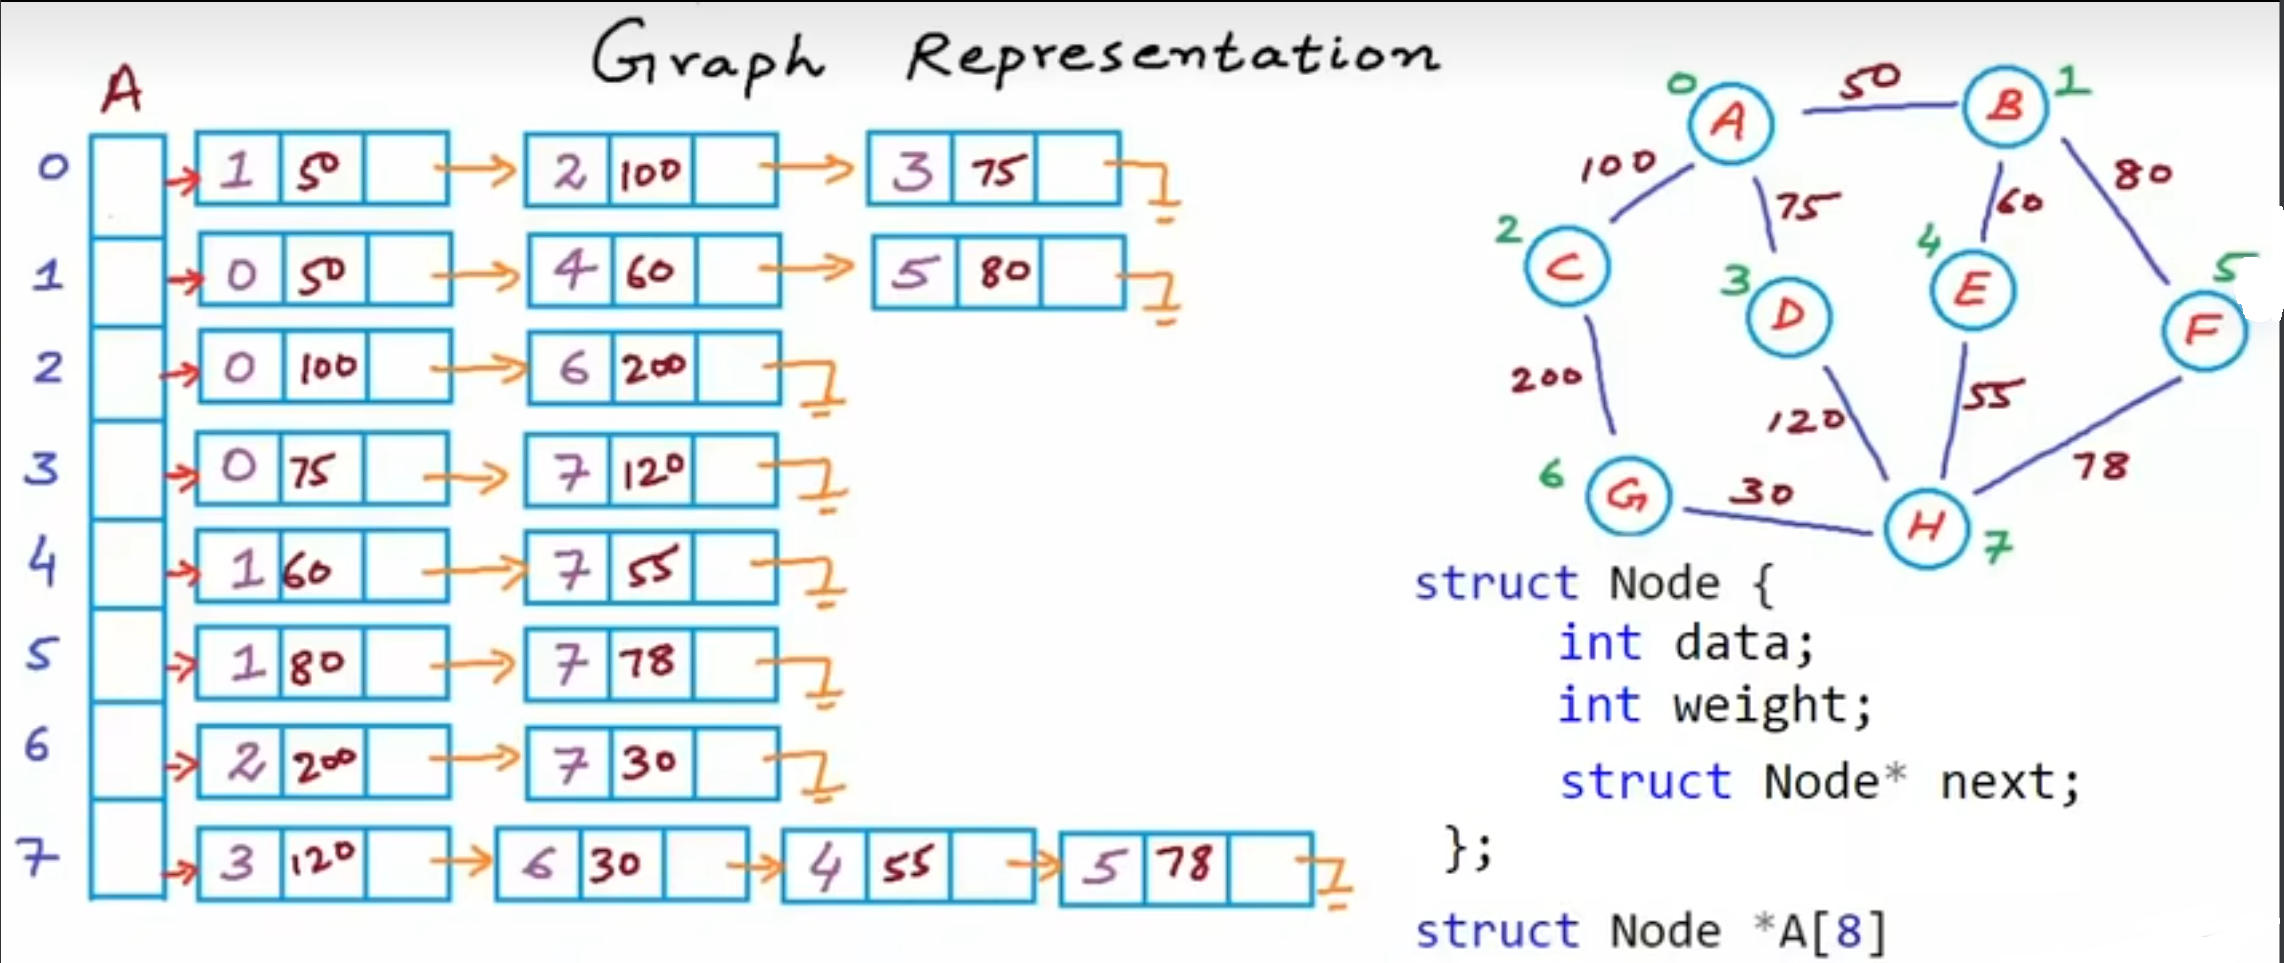 Graph Representation
A
0 1 50 2 100 3 75
1 0 50 4 60 5 80
2 0 100 6 200
3 0 75 7 120
4 1 60 7 55
5 1 80 7 78
6 2 200 7 30
7 3 120 6 30 4 55 5 78
0 A 50 B 1
100 75 60 80
2 C 3 D 4 E 5 F
200 120 55 78
6 G 30 H 7
struct Node {
int data;
int weight;
struct Node* next;
};
struct Node *A[8]